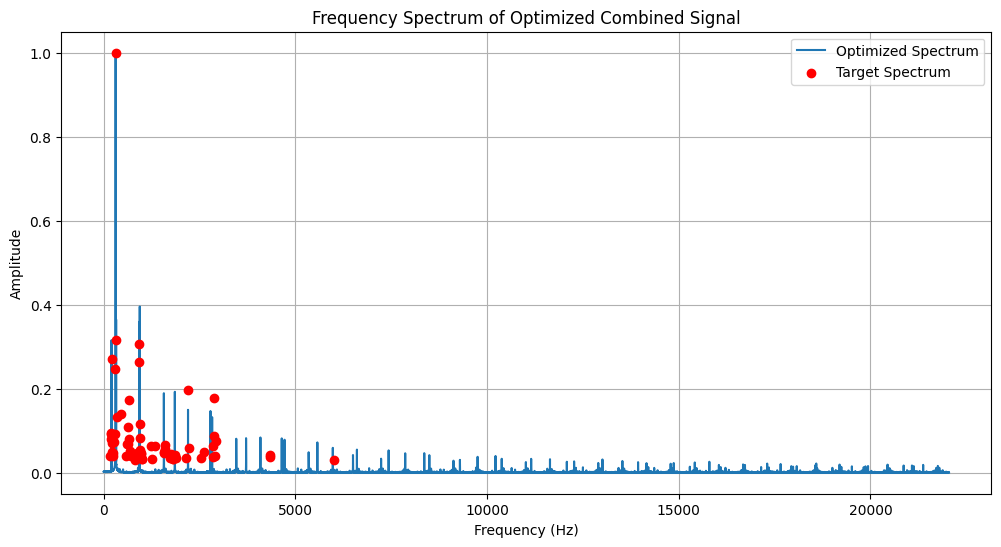 Frequency Spectrum of Optimized Combined Signal
Optimized Spectrum
Target Spectrum
Amplitude
1.0
0.8
0.6
0.4
0.2
0.0
0
5000
10000
15000
20000
Frequency (Hz)